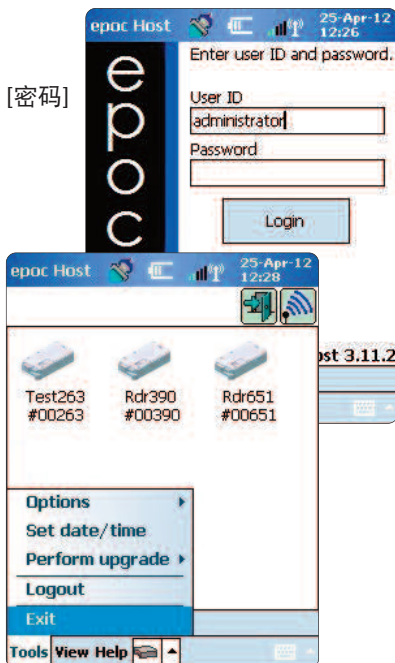 [密码]
epoc Host
25-Apr-12
12:26
epoc
Enter user ID and password.
User ID
administrator
Password
Login
ost 3.11.2
epoc Host
25-Apr-12
12:28
Test263
#00263
Rdr390
#00390
Rdr651
#00651
Options
Set date/time
Perform upgrade
Logout
Exit
Tools View Help